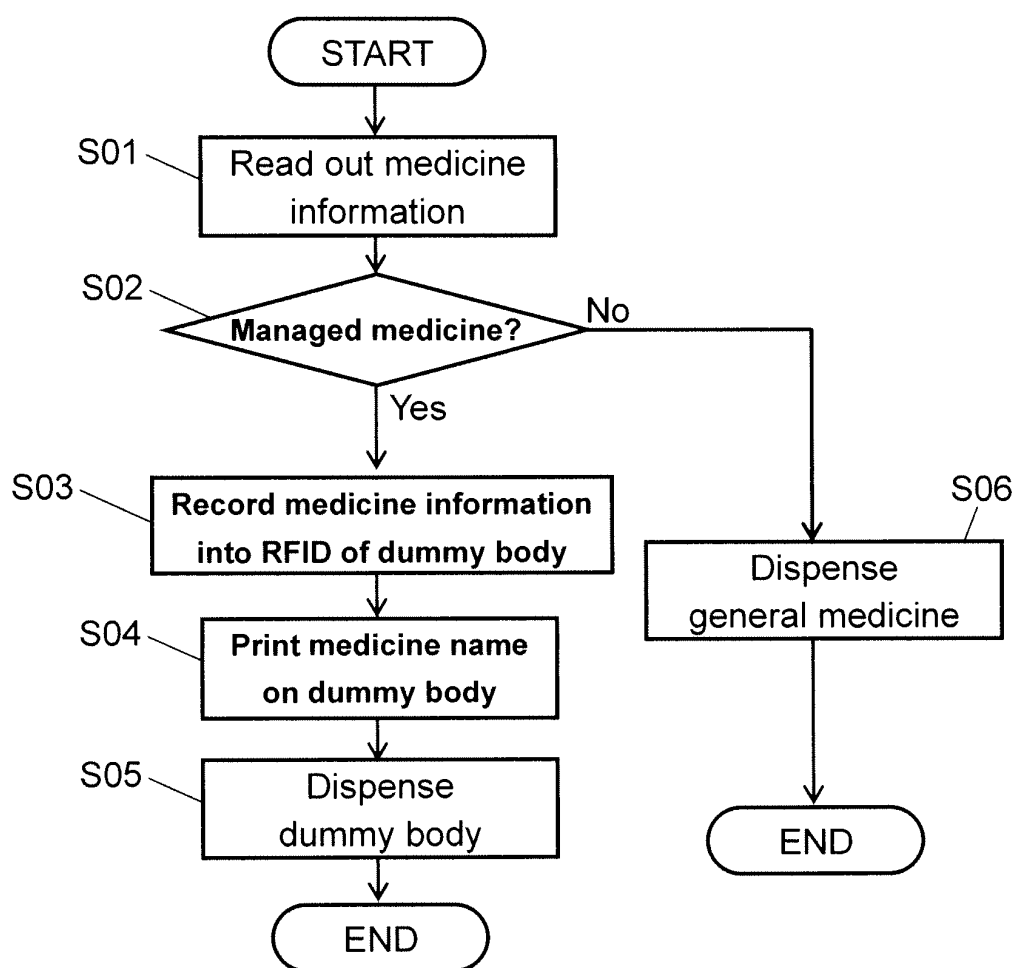 START
S01
Read out medicine
information
S02
Managed medicine?
No
Yes
S03
Record medicine information
into RFID of dummy body
S06
Dispense
general medicine
S04
Print medicine name
on dummy body
S05
Dispense
dummy body
END
END